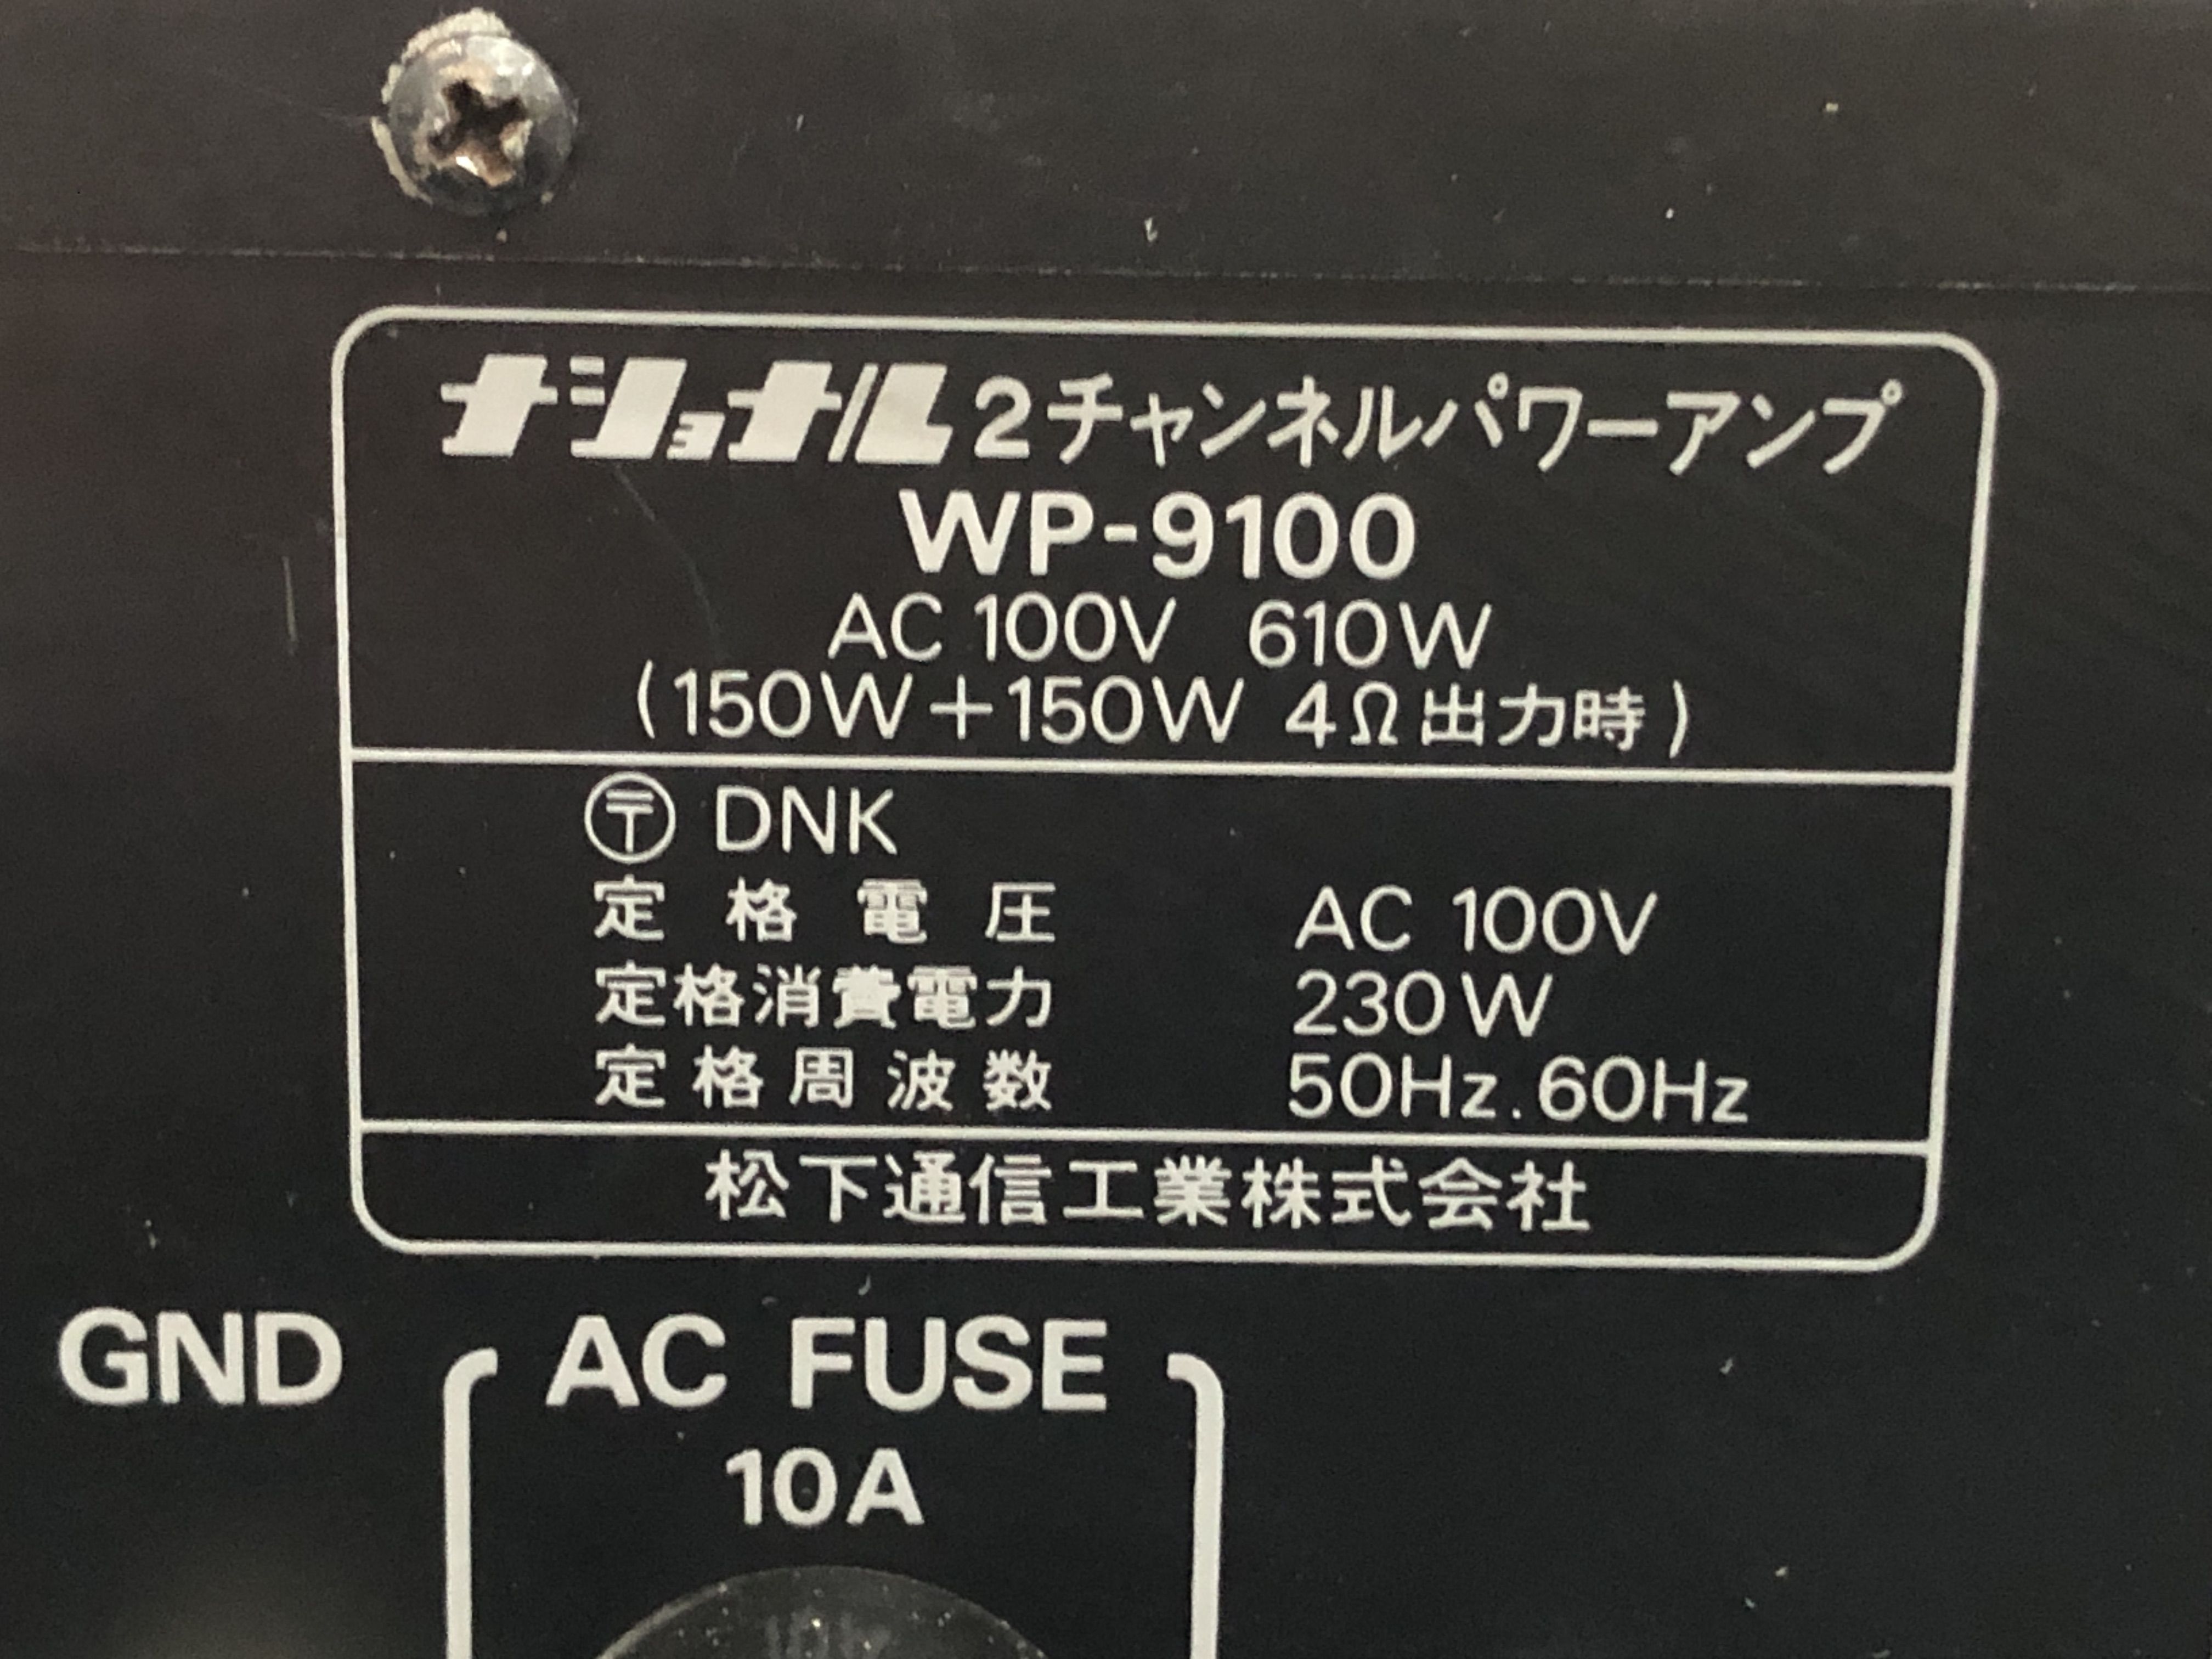 ナショナル 2チャンネルパワーアンプ
WP-9100
AC 100V 610W
(150W+150W 4Ω出力時)
〶 DNK
定格電圧 AC 100V
定格消費電力 230W
定格周波数 50Hz.60Hz
松下通信工業株式会社
GND
AC FUSE
10A